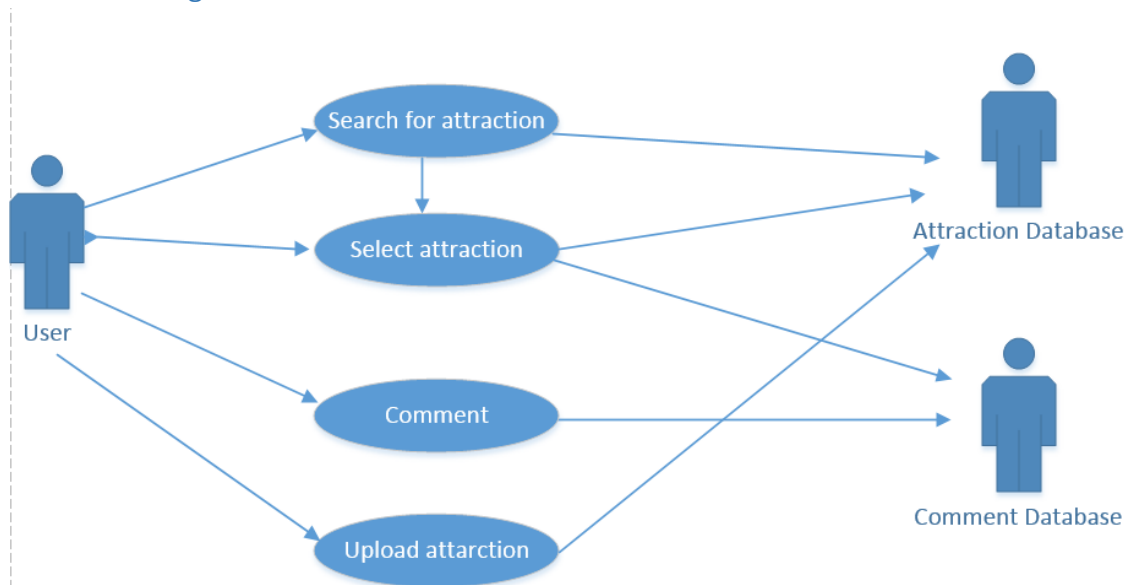 Search for attraction
Select attraction
Attraction Database
User
Comment
Comment Database
Upload attarction